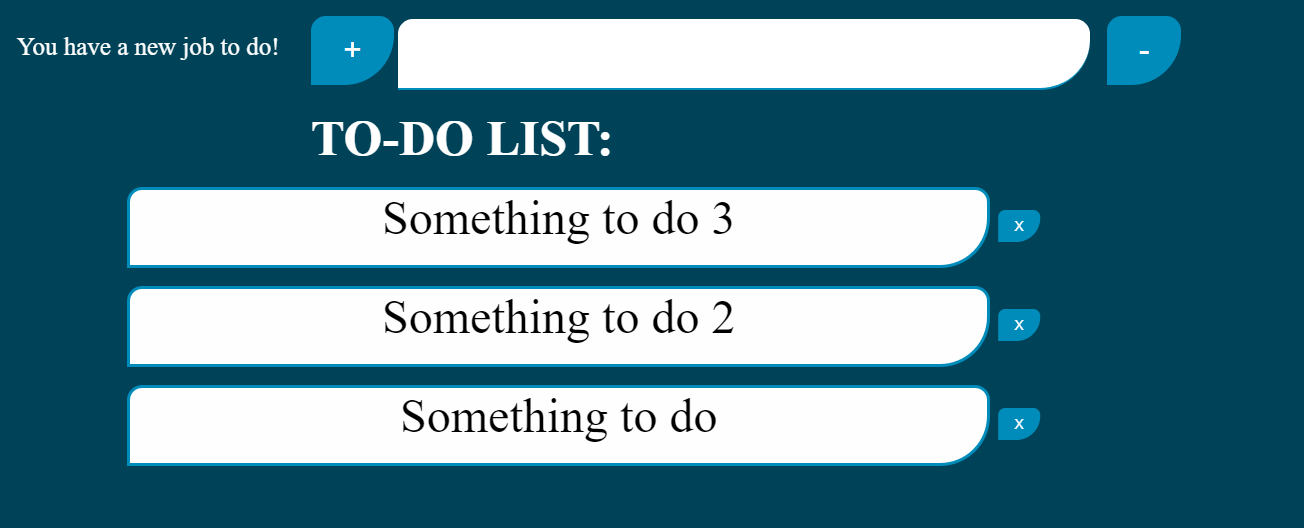 You have a new job to do! + -
TO-DO LIST:
Something to do 3 x
Something to do 2 x
Something to do x